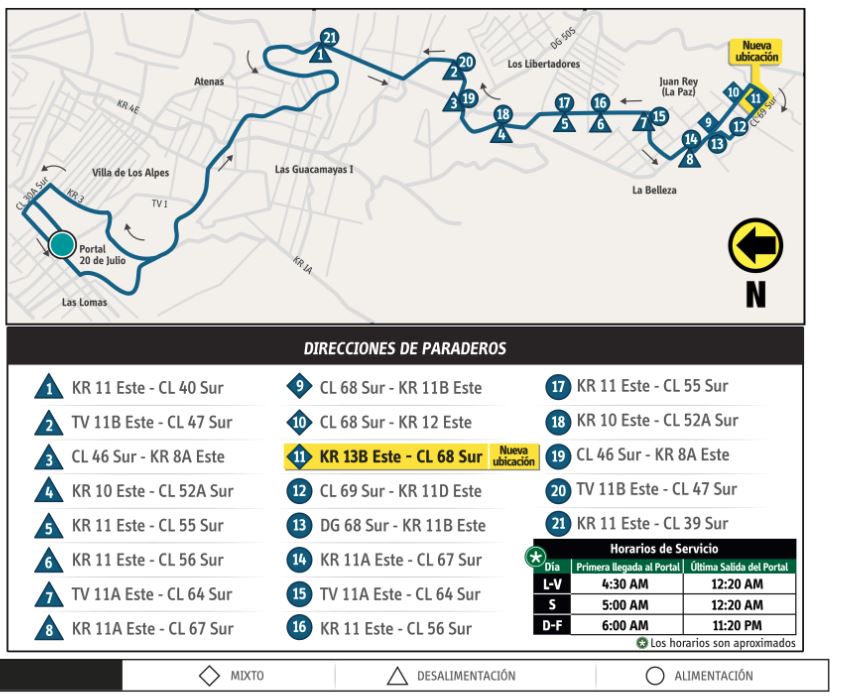 21
1
Nueva
ubicación
DG 50S
Los Libertadores
20
2
Atenas
Juan Rey
(La Paz)
10
11
CL 69 Sur
KR 4E
3
19
18
4
17
5
16
6
7
15
9
12
13
14
8
Villa de Los Alpes
Las Guacamayas I
La Belleza
CL 30A Sur
KR 3
TV 1
Portal
20 de Julio
KR 1A
Las Lomas
N
DIRECCIONES DE PARADEROS
1 KR 11 Este - CL 40 Sur
2 TV 11B Este - CL 47 Sur
3 CL 46 Sur - KR 8A Este
4 KR 10 Este - CL 52A Sur
5 KR 11 Este - CL 55 Sur
6 KR 11 Este - CL 56 Sur
7 TV 11A Este - CL 64 Sur
8 KR 11A Este - CL 67 Sur
9 CL 68 Sur - KR 11B Este
10 CL 68 Sur - KR 12 Este
11 KR 13B Este - CL 68 Sur Nueva
ubicación
12 CL 69 Sur - KR 11D Este
13 DG 68 Sur - KR 11B Este
14 KR 11A Este - CL 67 Sur
15 TV 11A Este - CL 64 Sur
16 KR 11 Este - CL 56 Sur
17 KR 11 Este - CL 55 Sur
18 KR 10 Este - CL 52A Sur
19 CL 46 Sur - KR 8A Este
20 TV 11B Este - CL 47 Sur
21 KR 11 Este - CL 39 Sur
* Horarios de Servicio
Día Primera llegada al Portal Última Salida del Portal
L-V 4:30 AM 12:20 AM
S 5:00 AM 12:20 AM
D-F 6:00 AM 11:20 PM
* Los horarios son aproximados
MIXTO DESALIMENTACIÓN ALIMENTACIÓN